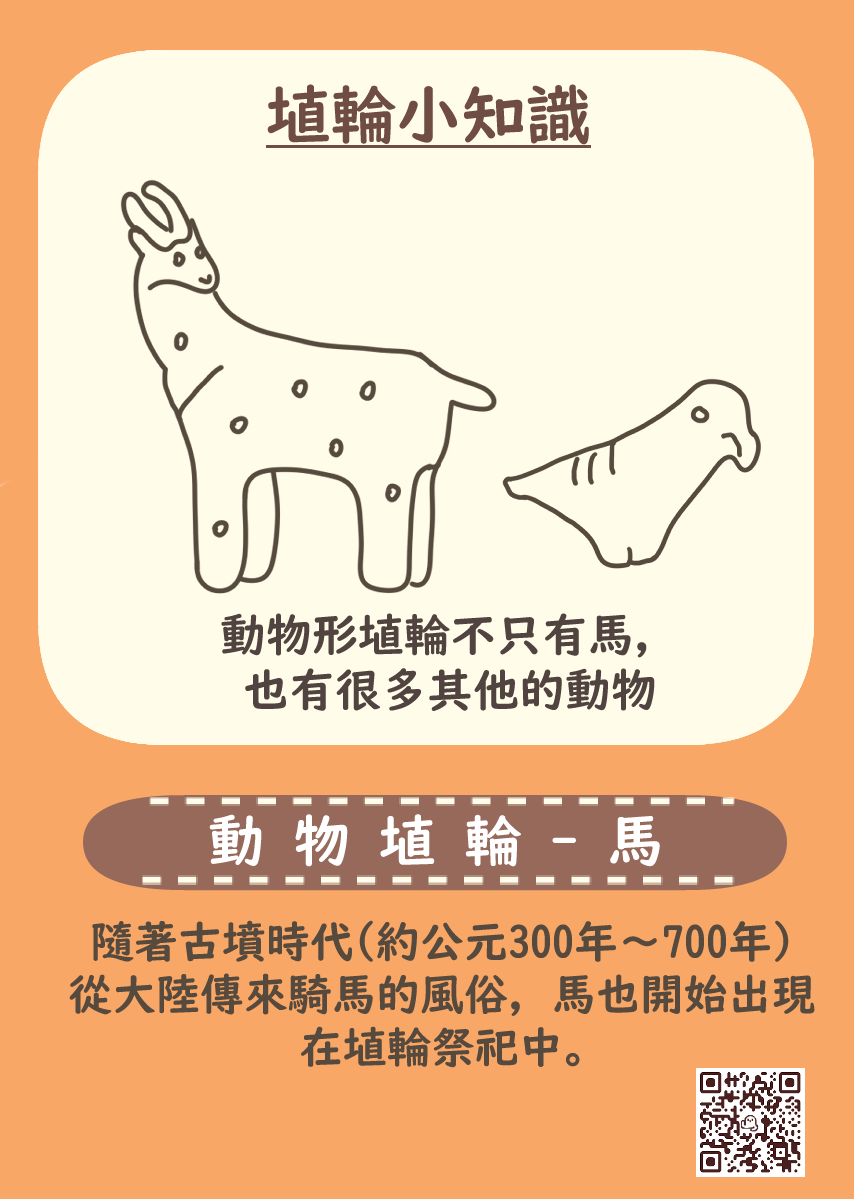 埴輪小知識
動物形埴輪不只有馬，
也有很多其他的動物
動物埴輪-馬
隨著古墳時代(約公元300年～700年)
從大陸傳來騎馬的風俗，馬也開始出現
在埴輪祭祀中。